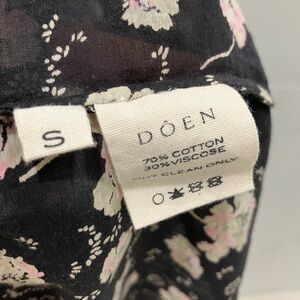 S
DÔEN
70% COTTON
30% VISCOSE
DRY CLEAN ONLY